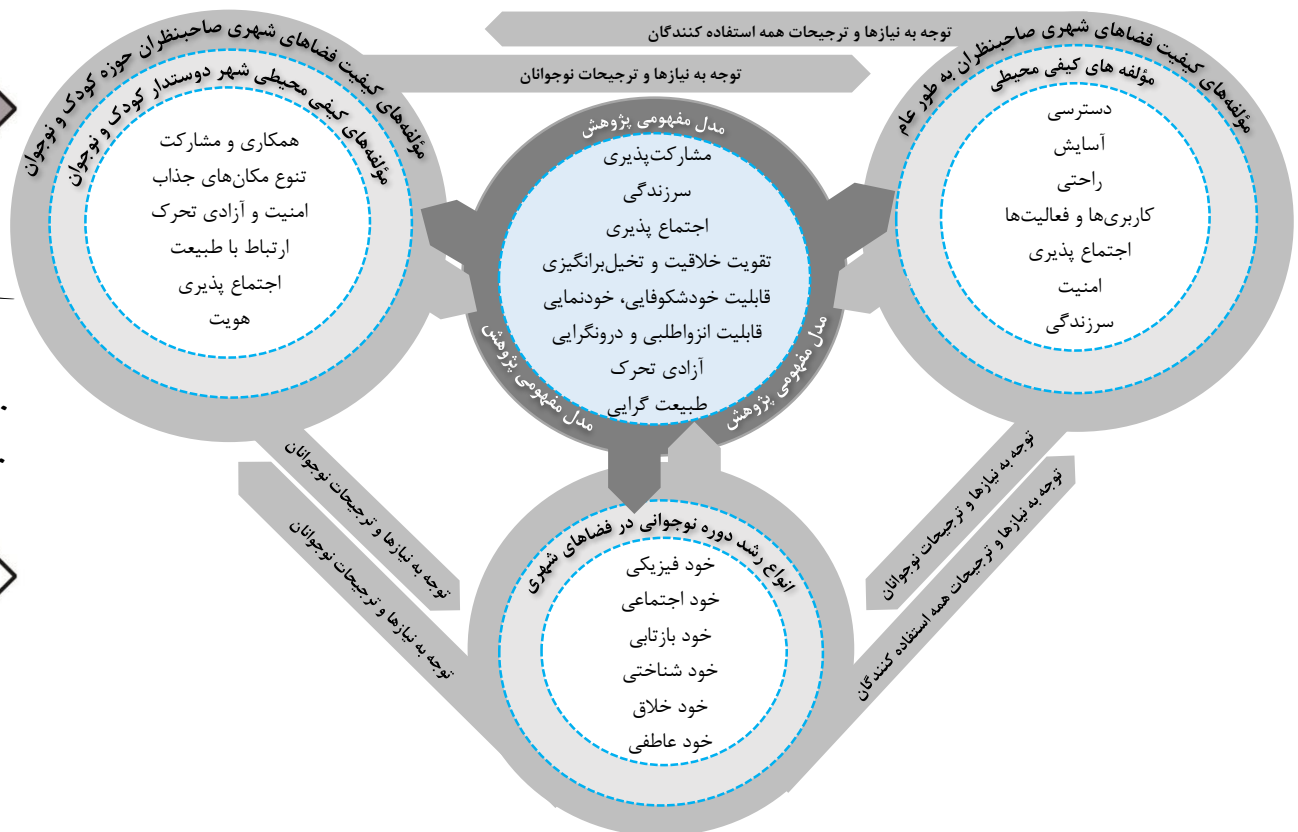 توجه به نیازها و ترجیحات همه استفاده کنندگان
توجه به نیازها و ترجیحات نوجوانان
مؤلفه‌های کیفیت فضاهای شهری صاحبنظران به طور عام
مؤلفه های کیفی محیطی
دسترسی
آسایش
راحتی
کاربری‌ها و فعالیت‌ها
اجتماع پذیری
امنیت
سرزندگی
مدل مفهومی پژوهش
مشارکت‌پذیری
سرزندگی
اجتماع پذیری
تقویت خلاقیت و تخیل‌برانگیزی
قابلیت خودشکوفایی، خودنمایی
قابلیت انزواطلبی و درونگرایی
آزادی تحرک
طبیعت گرایی
مدل مفهومی پژوهش
مدل مفهومی پژوهش
مؤلفه‌های کیفیت فضاهای شهری صاحبنظران حوزه کودک و نوجوان
مؤلفه‌های کیفی محیطی شهر دوستدار کودک و نوجوان
همکاری و مشارکت
تنوع مکان‌های جذاب
امنیت و آزادی تحرک
ارتباط با طبیعت
اجتماع پذیری
هویت
توجه به نیازها و ترجیحات نوجوانان
توجه به نیازها و ترجیحات همه استفاده کنندگان
توجه به نیازها و ترجیحات نوجوانان
توجه به نیازها و ترجیحات نوجوانان
انواع رشد دوره نوجوانی در فضاهای شهری
خود فیزیکی
خود اجتماعی
خود بازتابی
خود شناختی
خود خلاق
خود عاطفی